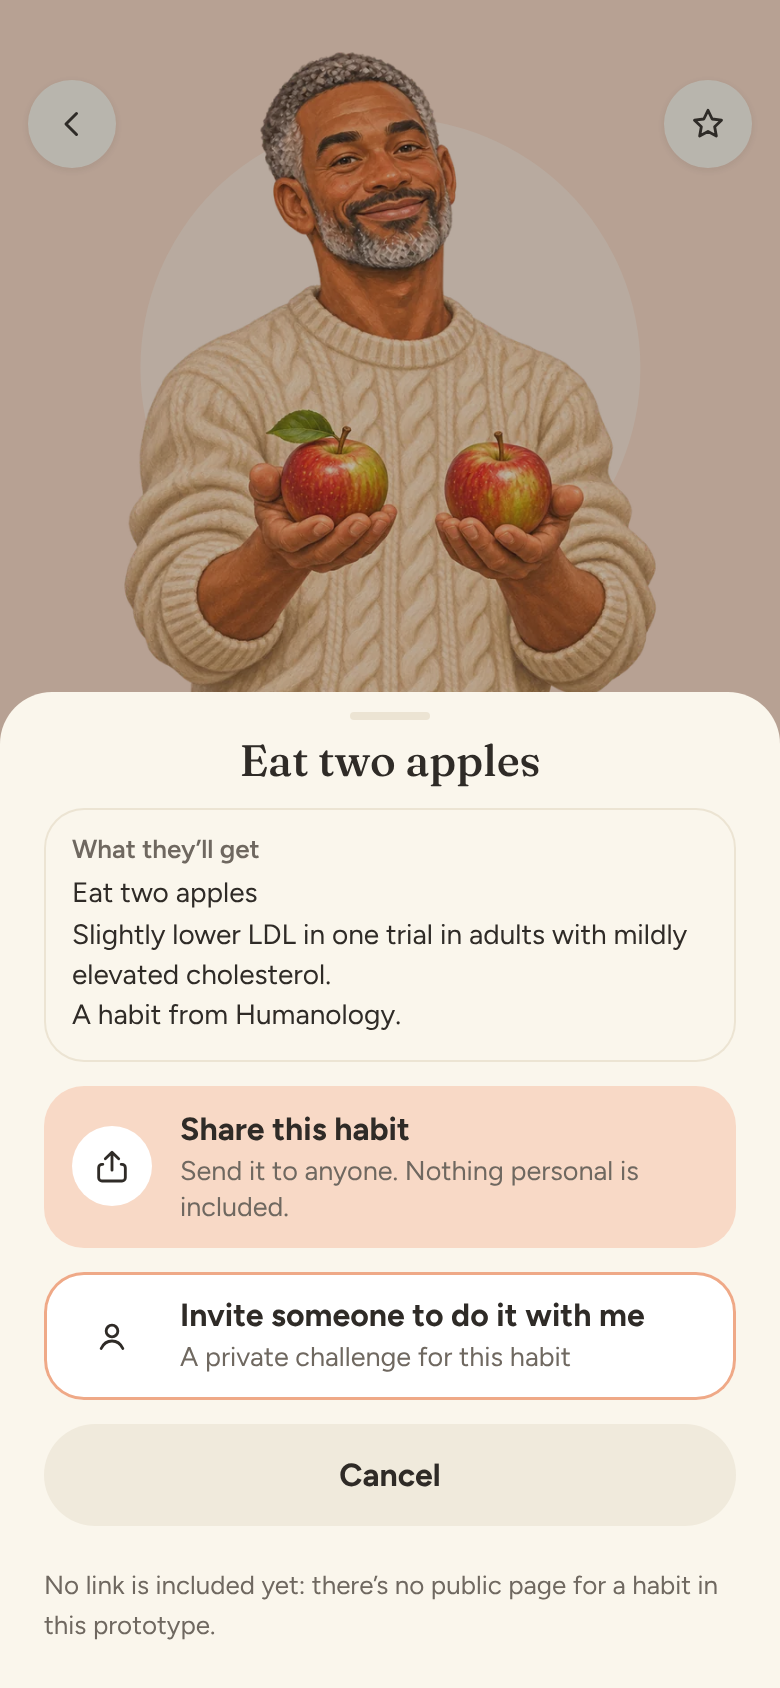 Eat two apples
What they’ll get
Eat two apples
Slightly lower LDL in one trial in adults with mildly
elevated cholesterol.
A habit from Humanology.
Share this habit
Send it to anyone. Nothing personal is
included.
Invite someone to do it with me
A private challenge for this habit
Cancel
No link is included yet: there’s no public page for a habit in
this prototype.